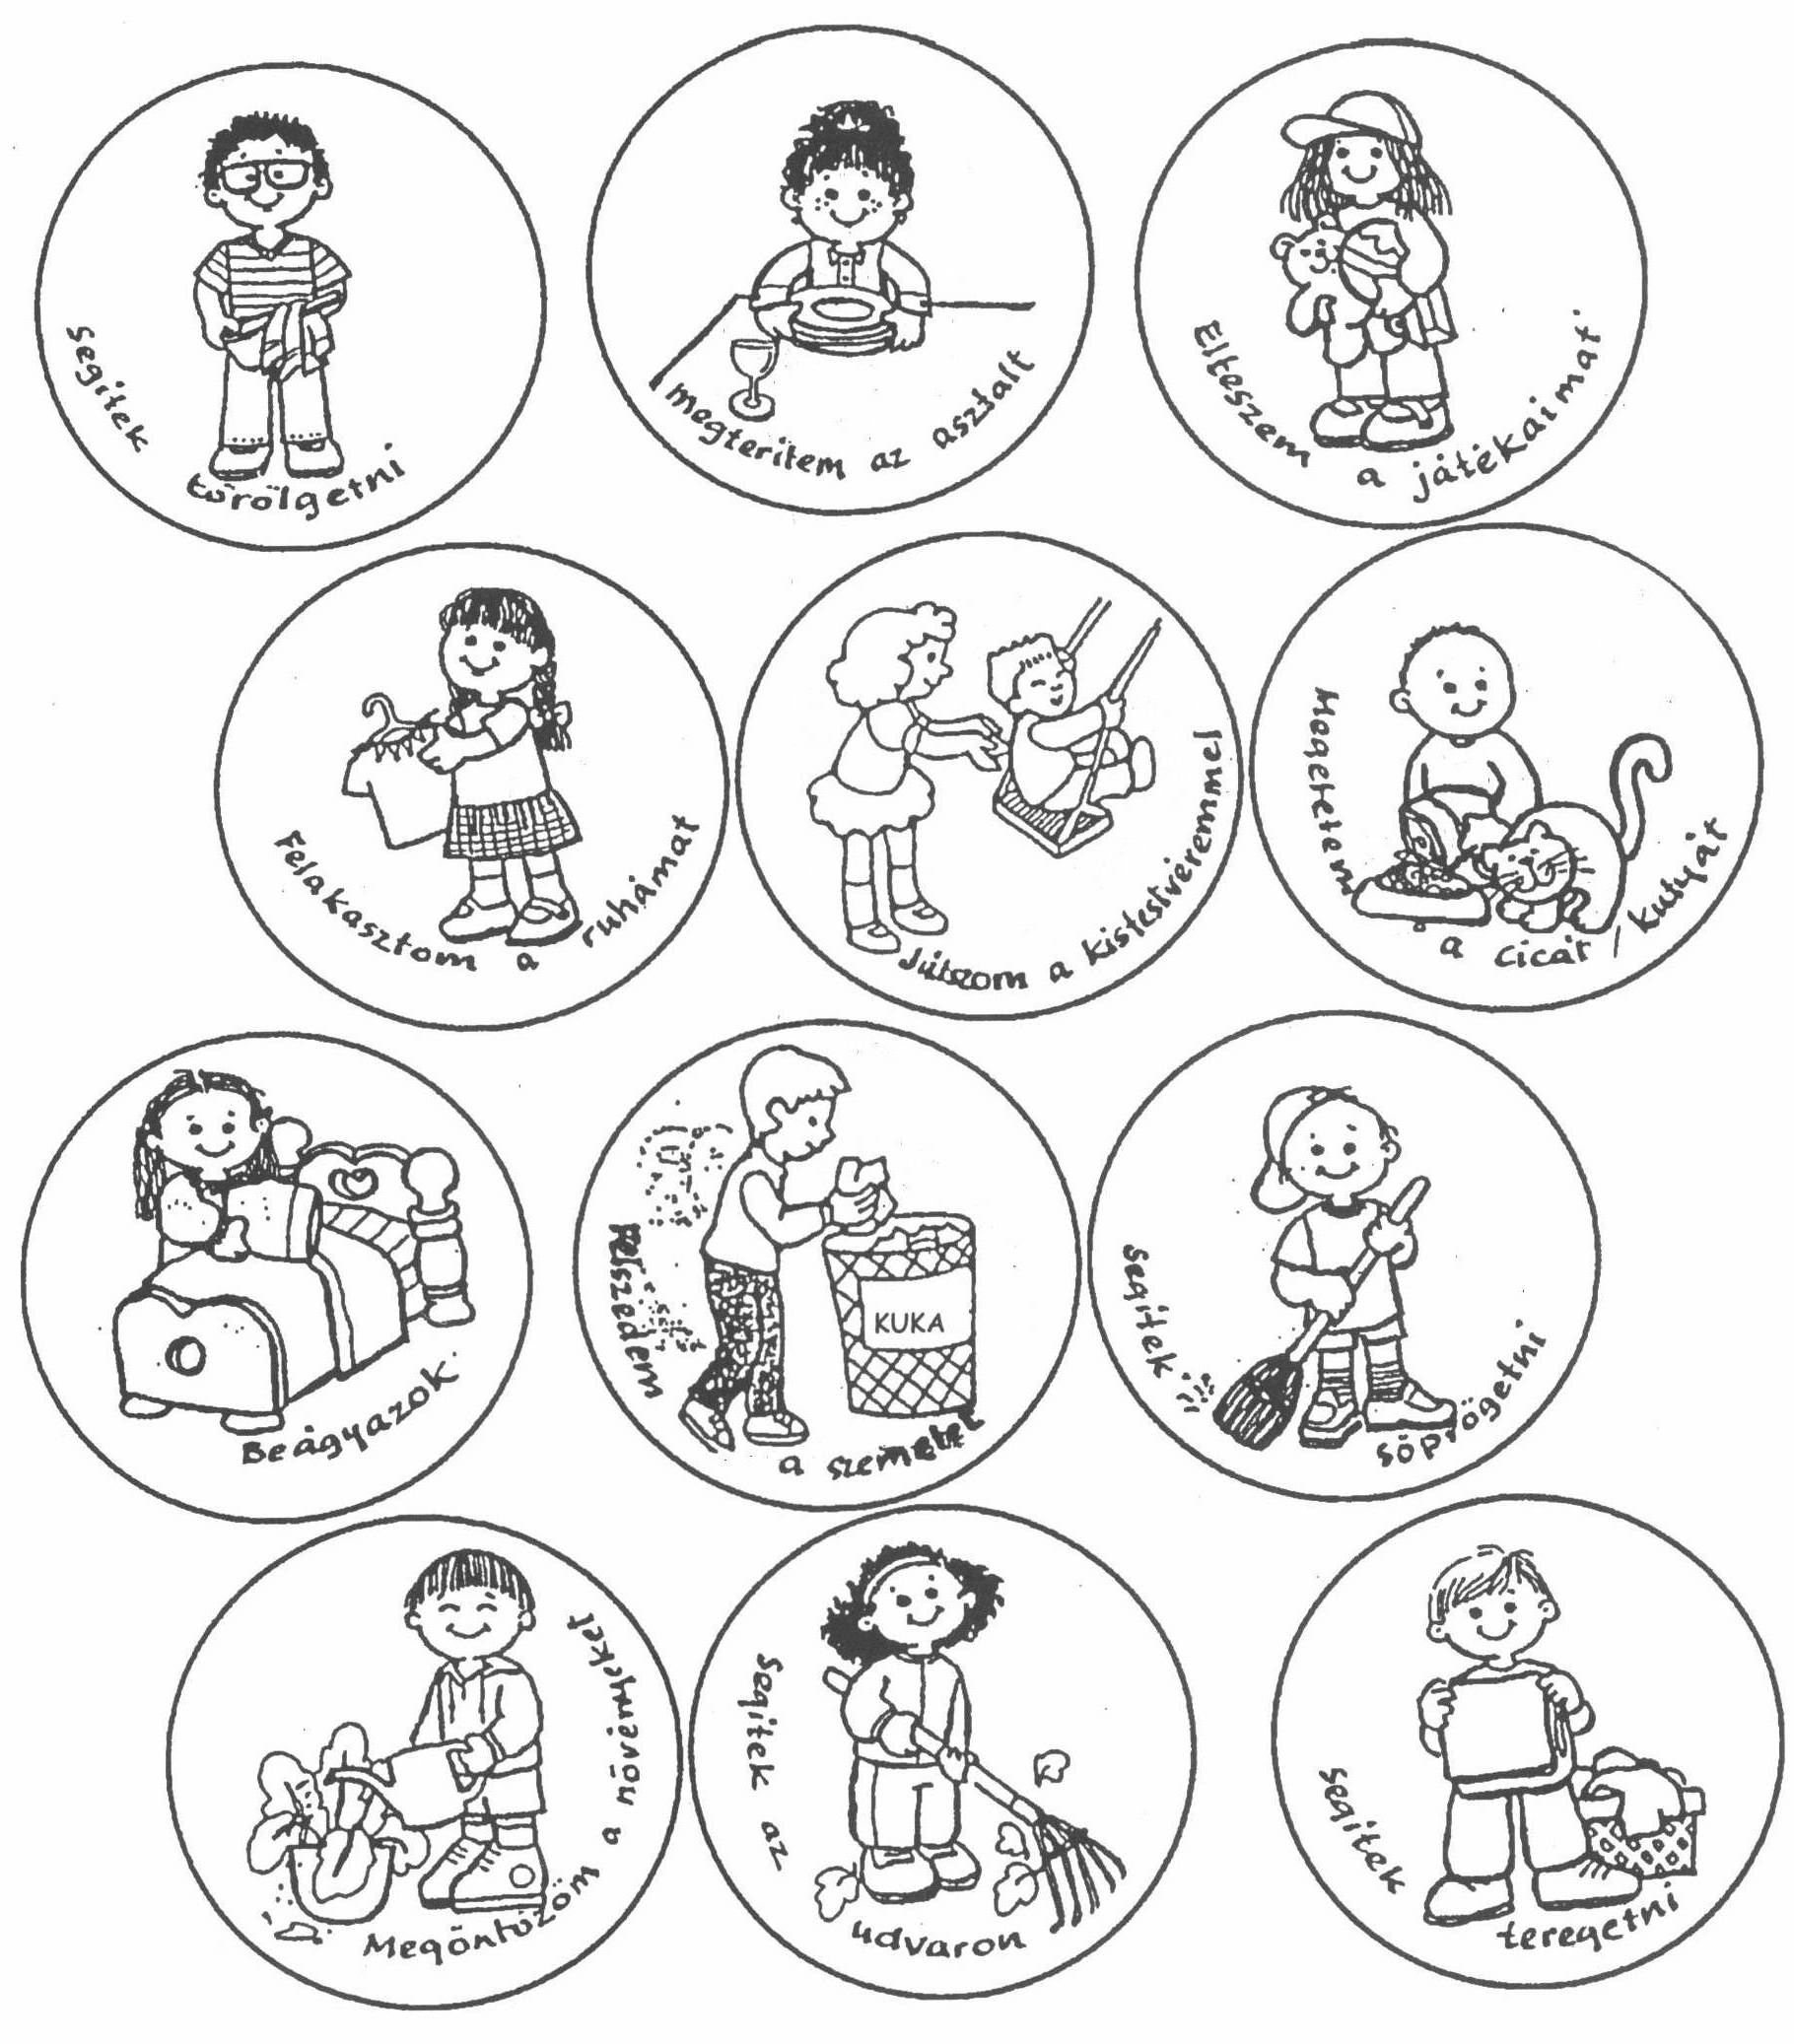 segítek törölgetni
megterítem az asztalt
Elteszem a játékaimat
Felakasztom a ruhámat
Játszom a kistestvéremmel
Megetetem a cicát / kutyát
Beágyazok
Felszedem a szemetet
KUKA
segítek söprögetni
Megöntözöm a növényeket
Segítek az udvaron
segítek teregetni